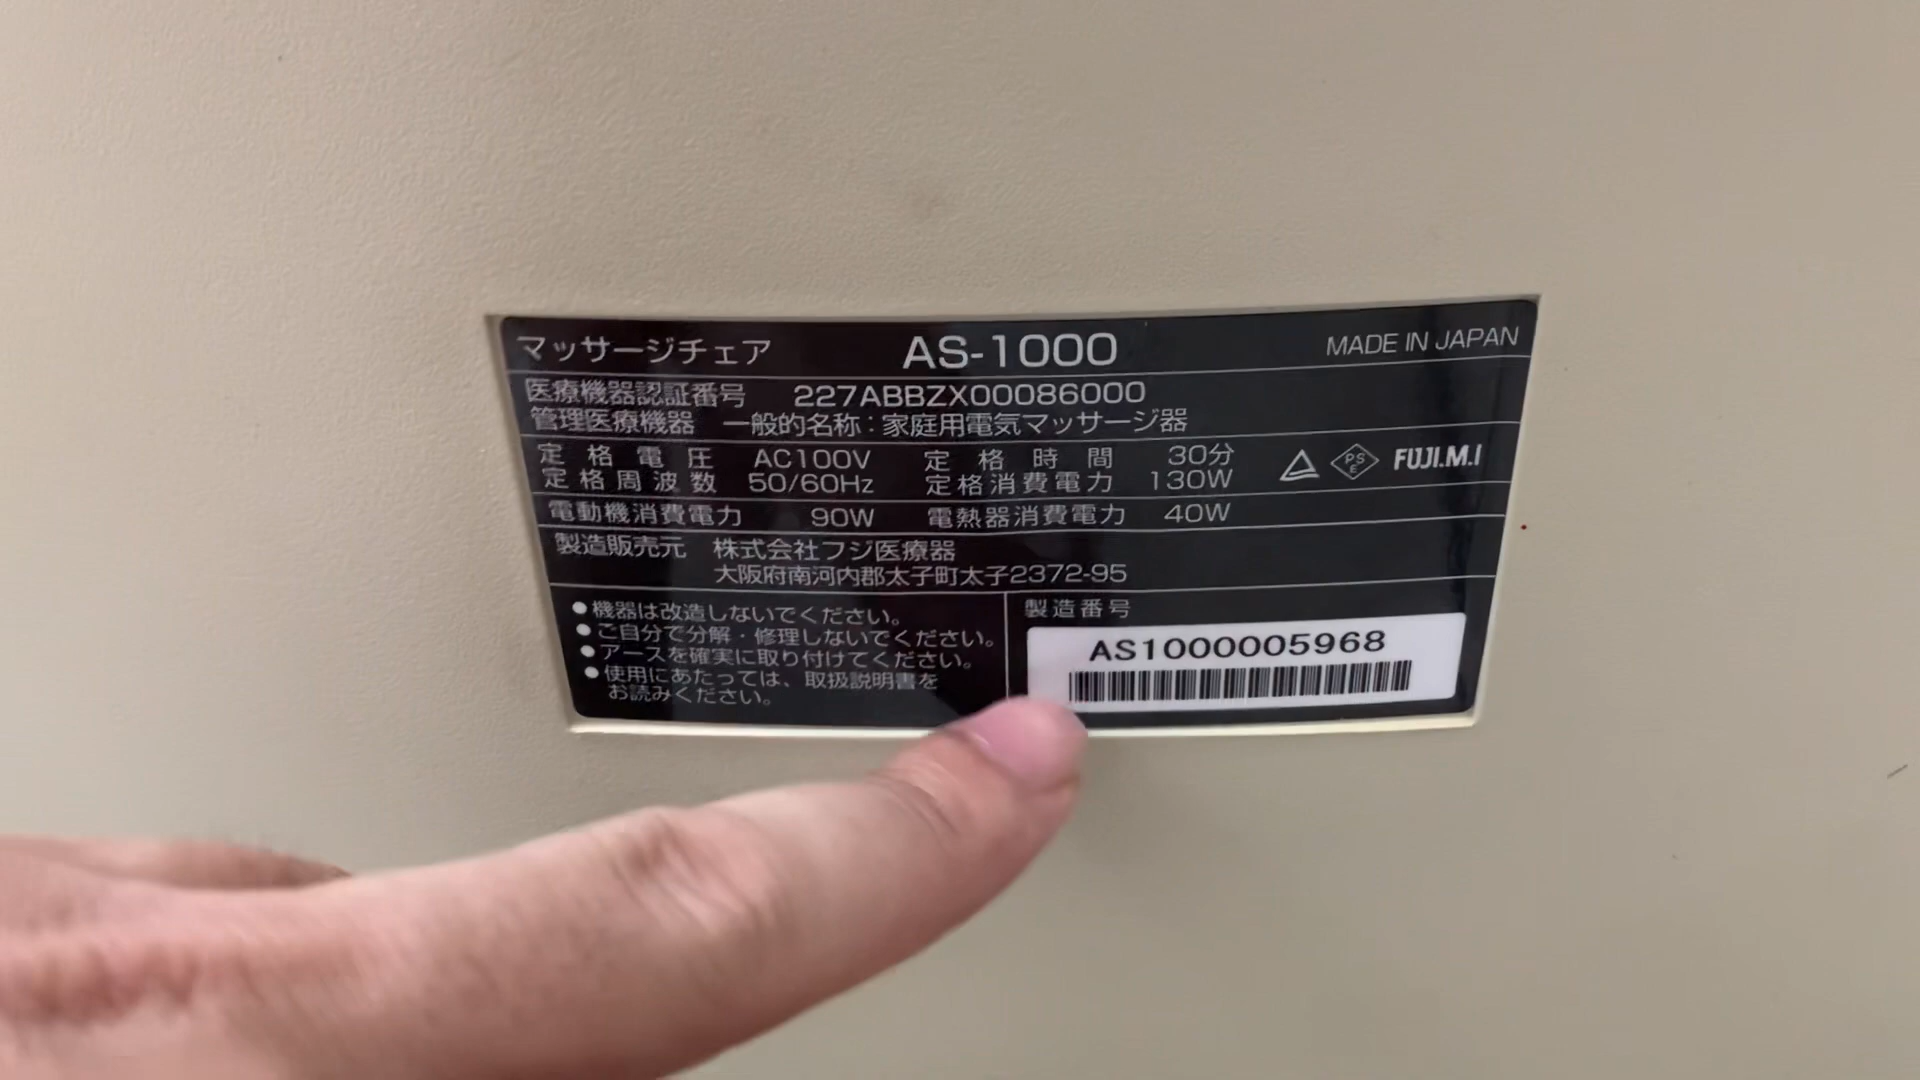 マッサージチェア AS-1000 MADE IN JAPAN
医療機器認証番号 227ABBZX00086000
管理医療機器 一般的名称：家庭用電気マッサージ器
定格電圧 AC100V 定格時間 30分
定格周波数 50/60Hz 定格消費電力 130W
PSE FUJI.M.I
電動機消費電力 90W 電熱器消費電力 40W
製造販売元 株式会社フジ医療器
大阪府南河内郡太子町太子2372-95
●機器は改造しないでください。
●ご自分で分解・修理しないでください。
●アースを確実に取り付けてください。
●使用にあたっては、取扱説明書を
お読みください。
製造番号
AS1000005968